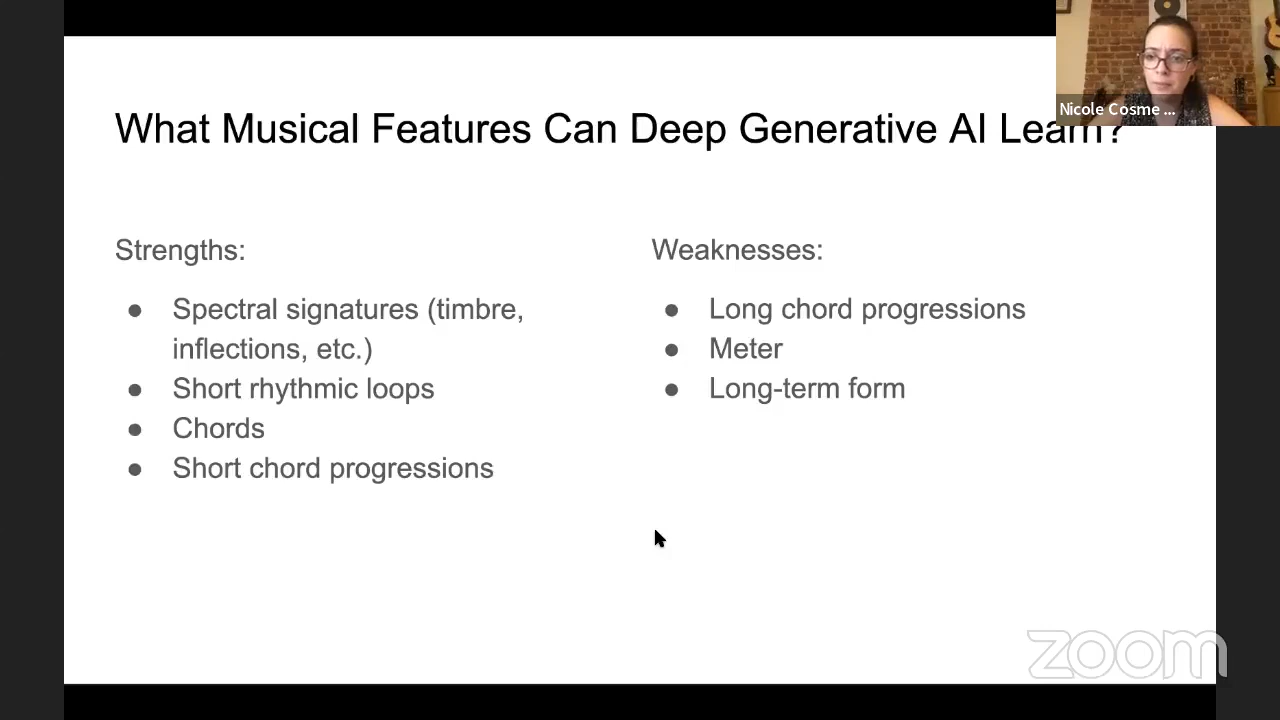 Nicole Cosme ...
What Musical Features Can Deep Generative AI Learn?
Strengths:
● Spectral signatures (timbre,
inflections, etc.)
● Short rhythmic loops
● Chords
● Short chord progressions
Weaknesses:
● Long chord progressions
● Meter
● Long-term form
zoom